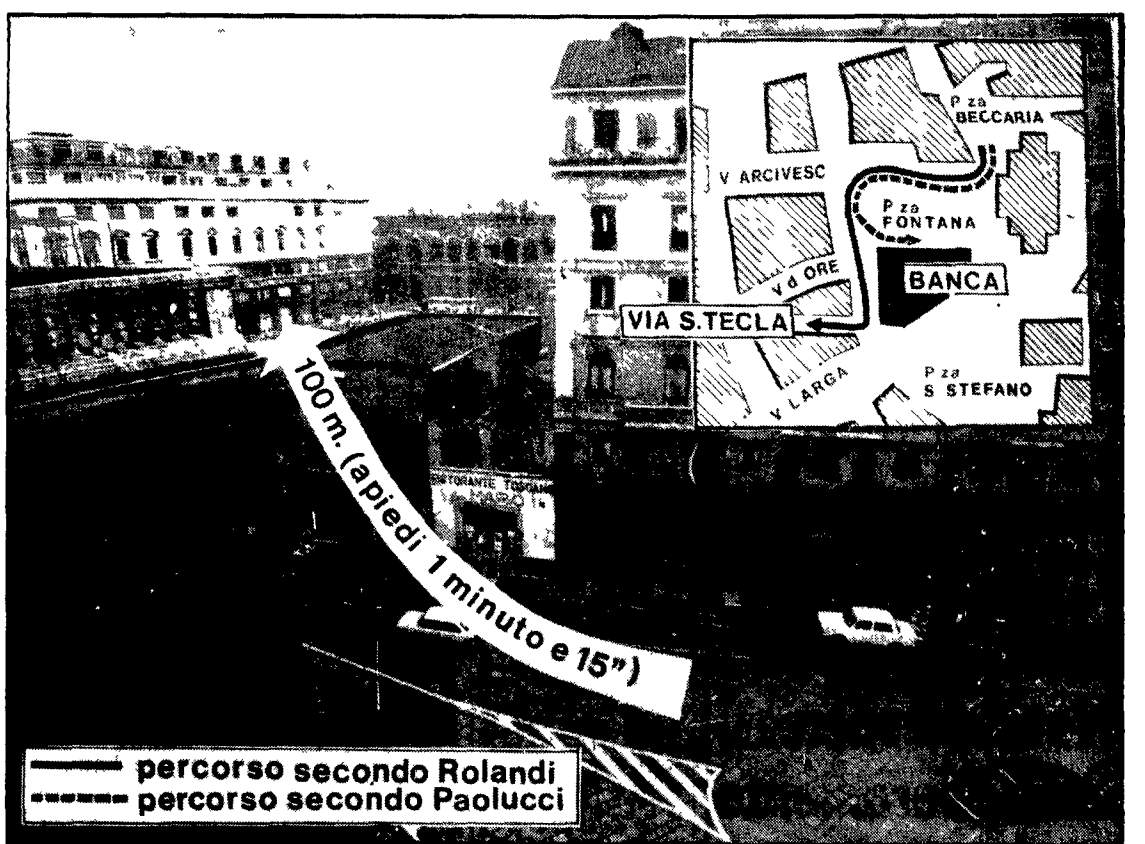 P za
BECCARIA
V ARCIVESC
P za
FONTANA
V d ORE
BANCA
VIA S.TECLA
V LARGA
P za
S STEFANO
100 m. (apiedi 1 minuto e 15")
TOSCANO
percorso secondo Rolandi
percorso secondo Paolucci